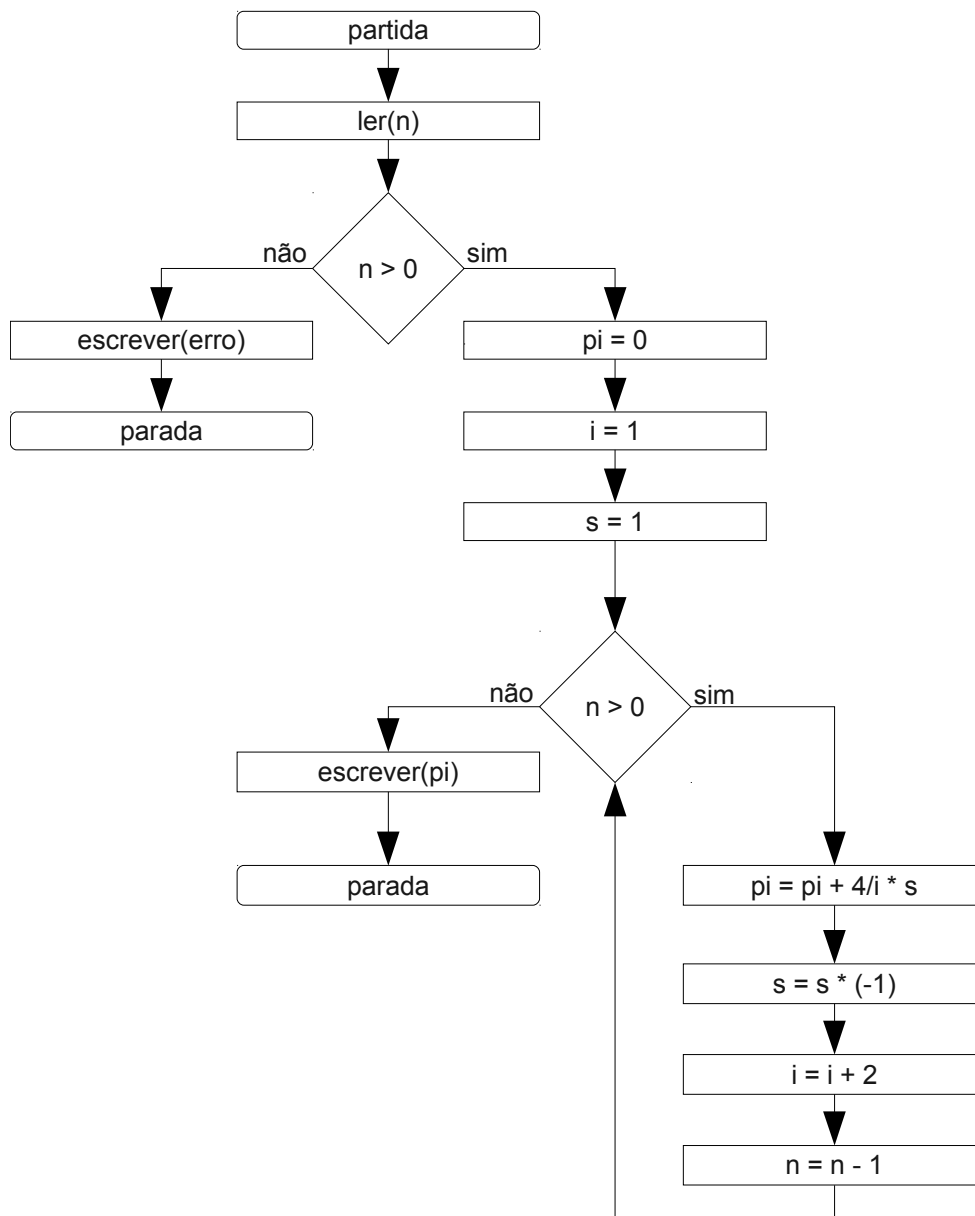 partida
ler(n)
não
sim
n > 0
escrever(erro)
pi = 0
parada
i = 1
s = 1
não
sim
n > 0
escrever(pi)
parada
pi = pi + 4/i * s
s = s * (-1)
i = i + 2
n = n - 1